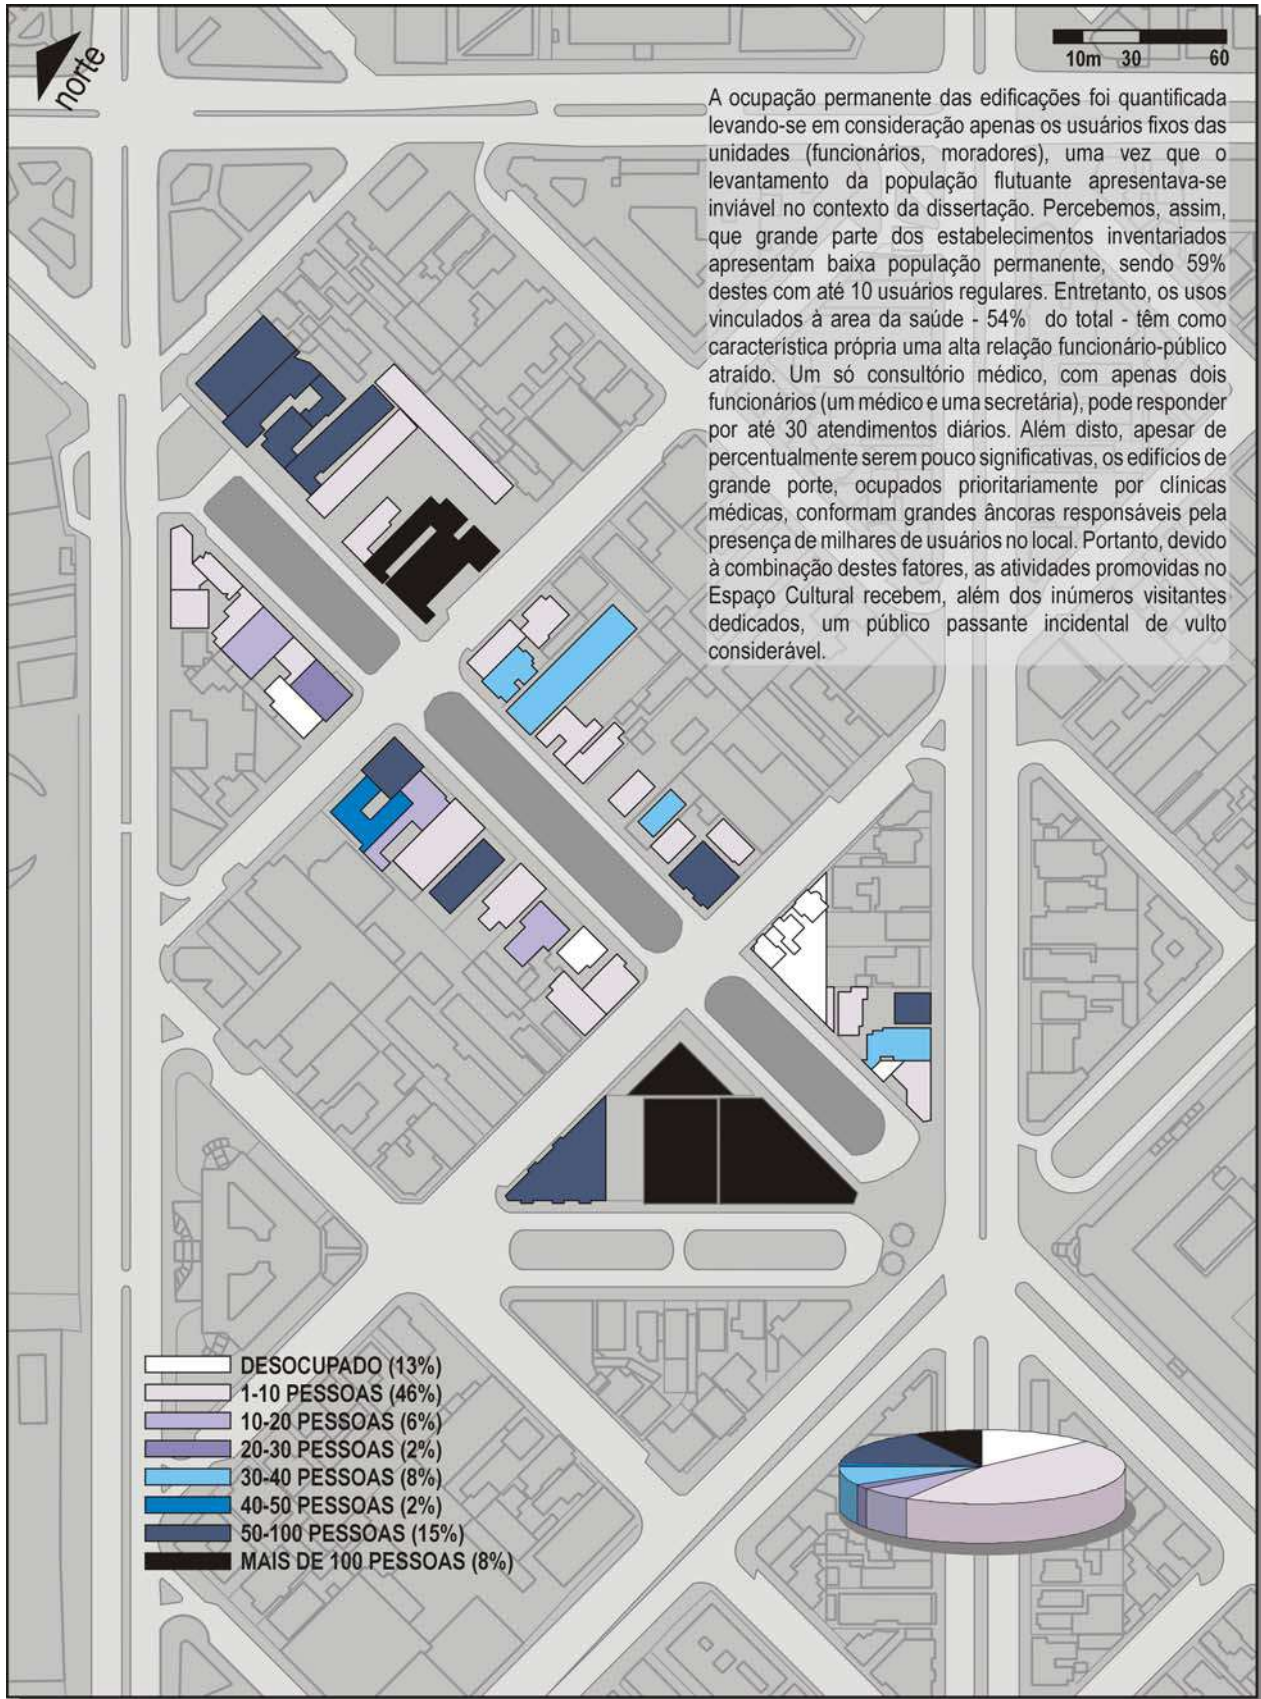 norte
10m 30 60
A ocupação permanente das edificações foi quantificada
levando-se em consideração apenas os usuários fixos das
unidades (funcionários, moradores), uma vez que o
levantamento da população flutuante apresentava-se
inviável no contexto da dissertação. Percebemos, assim,
que grande parte dos estabelecimentos inventariados
apresentam baixa população permanente, sendo 59%
destes com até 10 usuários regulares. Entretanto, os usos
vinculados à area da saúde - 54% do total - têm como
característica própria uma alta relação funcionário-público
atraído. Um só consultório médico, com apenas dois
funcionários (um médico e uma secretária), pode responder
por até 30 atendimentos diários. Além disto, apesar de
percentualmente serem pouco significativas, os edifícios de
grande porte, ocupados prioritariamente por clínicas
médicas, conformam grandes âncoras responsáveis pela
presença de milhares de usuários no local. Portanto, devido
à combinação destes fatores, as atividades promovidas no
Espaço Cultural recebem, além dos inúmeros visitantes
dedicados, um público passante incidental de vulto
considerável.
DESOCUPADO (13%)
1-10 PESSOAS (46%)
10-20 PESSOAS (6%)
20-30 PESSOAS (2%)
30-40 PESSOAS (8%)
40-50 PESSOAS (2%)
50-100 PESSOAS (15%)
MAIS DE 100 PESSOAS (8%)